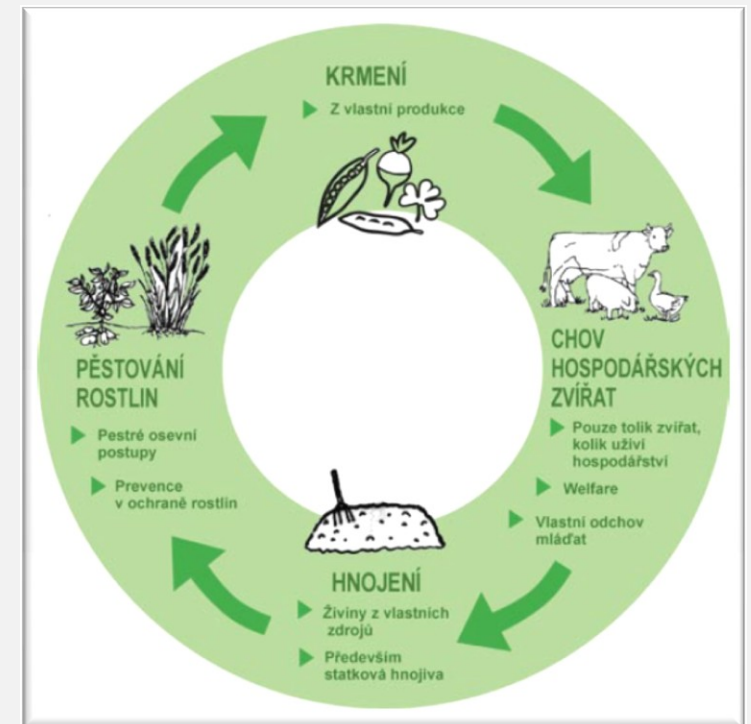 KRMENÍ
Z vlastní produkce
CHOV
HOSPODÁŘSKÝCH
ZVÍŘAT
Pouze tolik zvířat,
kolik uživí
hospodářství
Welfare
Vlastní odchov
mláďat
HNOJENÍ
Živiny z vlastních
zdrojů
Především
statková hnojiva
PĚSTOVÁNÍ
ROSTLIN
Pestré osevní
postupy
Prevence
v ochraně rostlin